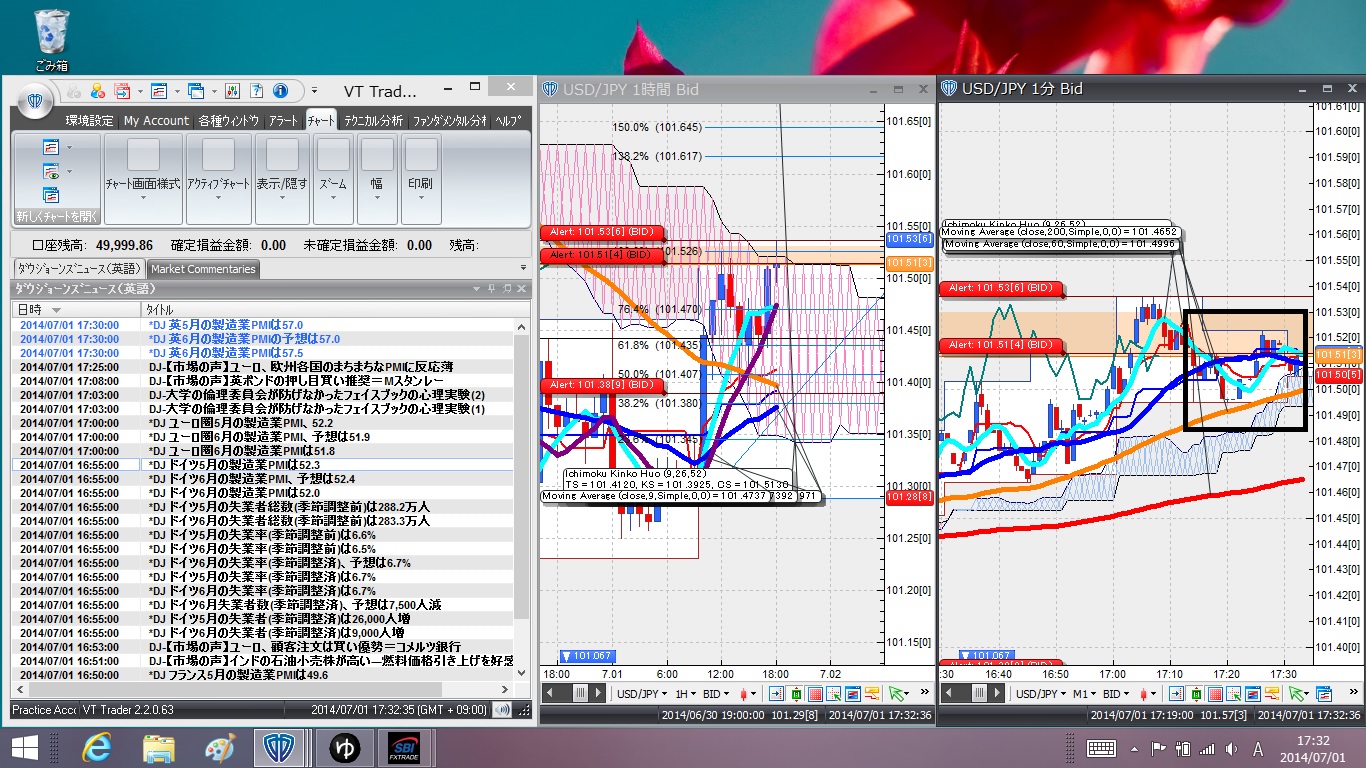 ごみ箱
VT Trad...
環境設定 My Account 各種ウィンドウ アラート チャート テクニカル分析 ファンダメンタル分析 ヘルプ
新しくチャートを開く チャート画面様式 アクティブチャート 表示/隠す ズーム 幅 印刷
口座残高: 49,999.86 確定損益金額: 0.00 未確定損益金額: 0.00 残高:
ダウジョーンズニュース(英語) Market Commentaries
ダウジョーンズニュース(英語)
日時 タイトル
2014/07/01 17:30:00 *DJ 英5月の製造業PMIは57.0
2014/07/01 17:30:00 *DJ 英6月の製造業PMIの予想は57.0
2014/07/01 17:30:00 *DJ 英6月の製造業PMIは57.5
2014/07/01 17:25:00 DJ-【市場の声】ユーロ、欧州各国のまちまちなPMIに反応薄
2014/07/01 17:08:00 DJ-【市場の声】英ポンドの押し目買い推奨=Mスタンレー
2014/07/01 17:03:00 DJ-大学の倫理委員会が防げなかったフェイスブックの心理実験(2)
2014/07/01 17:03:00 DJ-大学の倫理委員会が防げなかったフェイスブックの心理実験(1)
2014/07/01 17:00:00 *DJ ユーロ圏5月の製造業PMI、52.2
2014/07/01 17:00:00 *DJ ユーロ圏6月の製造業PMI、予想は51.9
2014/07/01 17:00:00 *DJ ユーロ圏6月の製造業PMIは51.8
2014/07/01 16:55:00 *DJ ドイツ5月の製造業PMIは52.3
2014/07/01 16:55:00 *DJ ドイツ6月の製造業PMI、予想は52.4
2014/07/01 16:55:00 *DJ ドイツ6月の製造業PMIは52.0
2014/07/01 16:55:00 *DJ ドイツ5月の失業者総数(季節調整前)は288.2万人
2014/07/01 16:55:00 *DJ ドイツ6月の失業者総数(季節調整前)は283.3万人
2014/07/01 16:55:00 *DJ ドイツ5月の失業率(季節調整前)は6.6%
2014/07/01 16:55:00 *DJ ドイツ6月の失業率(季節調整前)は6.5%
2014/07/01 16:55:00 *DJ ドイツ6月の失業率(季節調整済)、予想は6.7%
2014/07/01 16:55:00 *DJ ドイツ5月の失業率(季節調整済)は6.7%
2014/07/01 16:55:00 *DJ ドイツ6月の失業率(季節調整済)は6.7%
2014/07/01 16:55:00 *DJ ドイツ6月失業者数(季節調整済)、予想は7,500人減
2014/07/01 16:55:00 *DJ ドイツ5月の失業者(季節調整済)は26,000人増
2014/07/01 16:55:00 *DJ ドイツ6月の失業者(季節調整済)は9,000人増
2014/07/01 16:53:00 DJ-【市場の声】ユーロ、顧客注文は買い優勢=コメルツ銀行
2014/07/01 16:51:00 DJ-【市場の声】インドの石油小売株が高い―燃料価格引き上げを好感
2014/07/01 16:50:00 *DJ フランス5月の製造業PMIは49.6
Practice Acc VT Trader 2.2.0.63 2014/07/01 17:32:35 (GMT + 09:00)
USD/JPY 1時間 Bid
150.0% (101.645)
138.2% (101.617)
Alert: 101.53[6] (BID)
Alert: 101.51[4] (BID)
76.4% (101.470)
61.8% (101.435)
50.0% (101.407)
Alert: 101.38[9] (BID)
38.2% (101.380)
Ichimoku Kinko Huo (9,26,52)
TS = 101.4120, KS = 101.3925, CS = 101.5130
Moving Average (close,9,Simple,0,0) = 101.4737
101.65[0]
101.60[0]
101.55[0]
101.53[6]
101.51[3]
101.50[0]
101.45[0]
101.40[0]
101.35[0]
101.30[0]
101.28[8]
101.25[0]
101.20[0]
101.15[0]
▼101.067
18:00 7.01 6:00 12:00 18:00 7.02
USD/JPY 1H BID
2014/06/30 19:00:00 101.29[8] 2014/07/01 17:32:36
USD/JPY 1分 Bid
Ichimoku Kinko Huo (9,26,52)
Moving Average (close,200,Simple,0,0) = 101.4652
Moving Average (close,60,Simple,0,0) = 101.4996
Alert: 101.53[6] (BID)
Alert: 101.51[4] (BID)
101.61[0]
101.60[0]
101.59[0]
101.58[0]
101.57[0]
101.56[0]
101.55[0]
101.54[0]
101.53[0]
101.52[0]
101.51[3]
101.50[5]
101.50[0]
101.49[0]
101.48[0]
101.47[0]
101.46[0]
101.45[0]
101.44[0]
101.43[0]
101.42[0]
101.41[0]
101.40[0]
▼101.067
:30 16:40 16:50 17:00 17:10 17:20 17:30
USD/JPY M1 BID
2014/07/01 17:19:00 101.57[3] 2014/07/01 17:32:36
ゆ
SBI
FXTRADE
A
17:32
2014/07/01